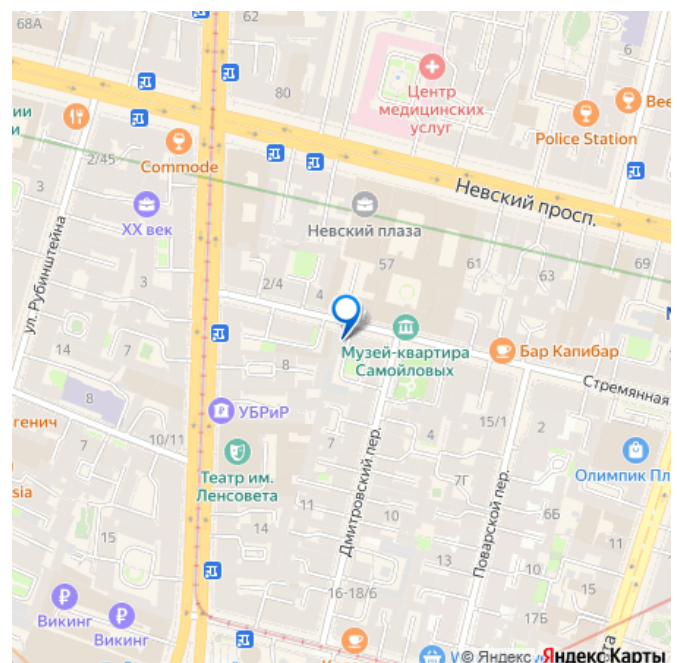 68А
62
80
6
Центр
медицинских
услуг
Bee
Police Station
ии
и
Commode
2/45
Невский просп.
3
XX век
Невский плаза
ул. Рубинштейна
57
61
63
69
3
2/4
4
М
14
7
Музей-квартира
Самойловых
Бар Капибар
8
Стремянная
8
УБРиР
генич
7
10/11
7
4
15/1
2
Театр им.
Ленсовета
sia
Олимпик Пл
7Г
11
10
6Б
Дмитровский пер.
Поварской пер.
15
14
11
13
10
15
16-18/6
17Б
Викинг
Викинг
та
© Яндекс Яндекс Карты